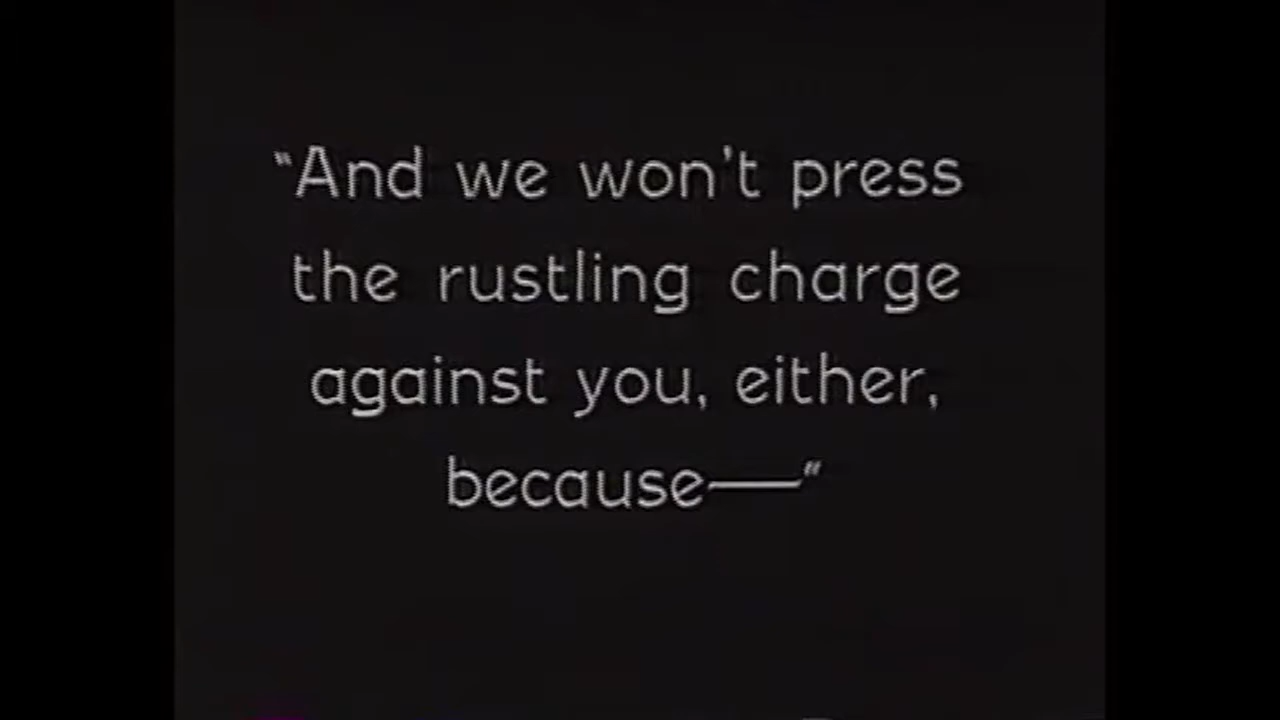 “And we won't press
the rustling charge
against you, either,
because——”